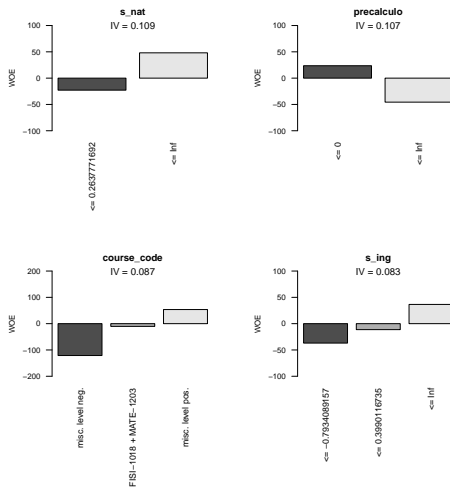 s_nat
IV = 0.109
100
50
0
−50
−100
WOE
<= 0.2637771692
<= Inf
precalculo
IV = 0.107
100
50
0
−50
−100
WOE
<= 0
<= Inf
course_code
IV = 0.087
200
100
0
−100
−200
WOE
misc. level neg.
FISI−1018 + MATE−1203
misc. level pos.
s_ing
IV = 0.083
100
50
0
−50
−100
WOE
<= −0.7934089157
<= 0.3990116735
<= Inf